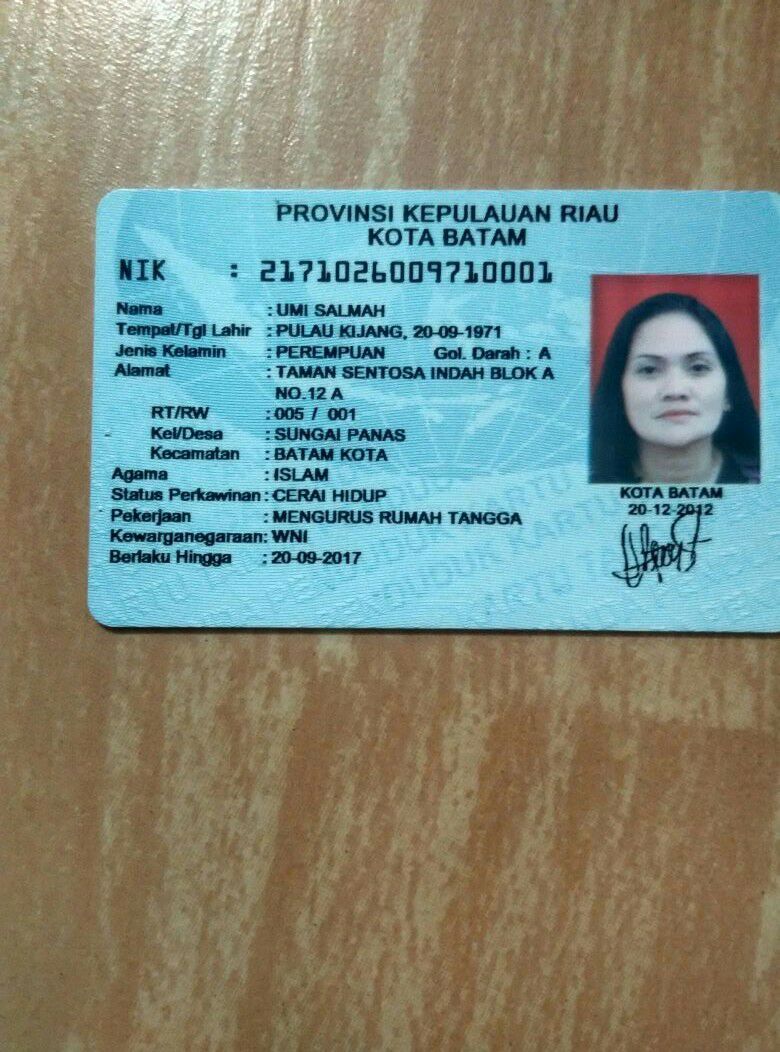 PROVINSI KEPULAUAN RIAU
KOTA BATAM
NIK : 2171026009710001
Nama : UMI SALMAH
Tempat/Tgl Lahir : PULAU KIJANG, 20-09-1971
Jenis Kelamin : PEREMPUAN Gol. Darah : A
Alamat : TAMAN SENTOSA INDAH BLOK A
NO.12 A
RT/RW : 005 / 001
Kel/Desa : SUNGAI PANAS
Kecamatan : BATAM KOTA
Agama : ISLAM
Status Perkawinan : CERAI HIDUP
Pekerjaan : MENGURUS RUMAH TANGGA
Kewarganegaraan: WNI
Berlaku Hingga : 20-09-2017
KOTA BATAM
20-12-2012